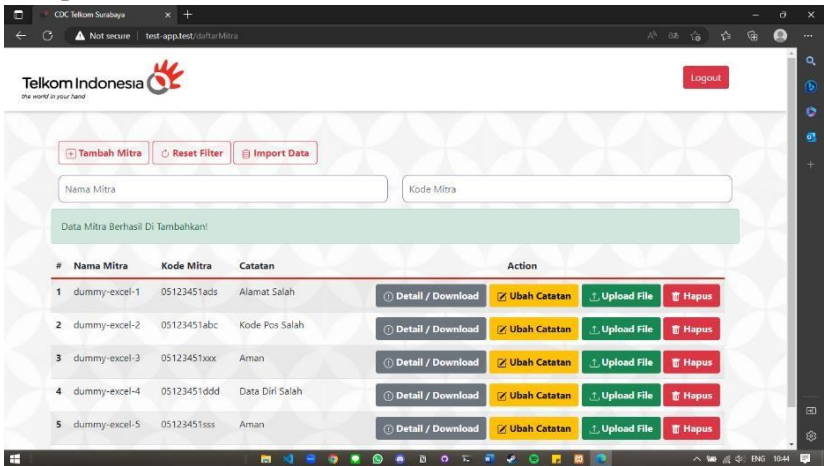 CDC Telkom Surabaya
Not secure | test-app.test/daftarMitra
Telkom Indonesia
the world in your hand
Logout
Tambah Mitra Reset Filter Import Data
Nama Mitra Kode Mitra
Data Mitra Berhasil Di Tambahkan!
# Nama Mitra Kode Mitra Catatan Action
1 dummy-excel-1 05123451ads Alamat Salah Detail / Download Ubah Catatan Upload File Hapus
2 dummy-excel-2 05123451abc Kode Pos Salah Detail / Download Ubah Catatan Upload File Hapus
3 dummy-excel-3 05123451xxx Aman Detail / Download Ubah Catatan Upload File Hapus
4 dummy-excel-4 05123451ddd Data Diri Salah Detail / Download Ubah Catatan Upload File Hapus
5 dummy-excel-5 05123451sss Aman Detail / Download Ubah Catatan Upload File Hapus
ENG 10:44